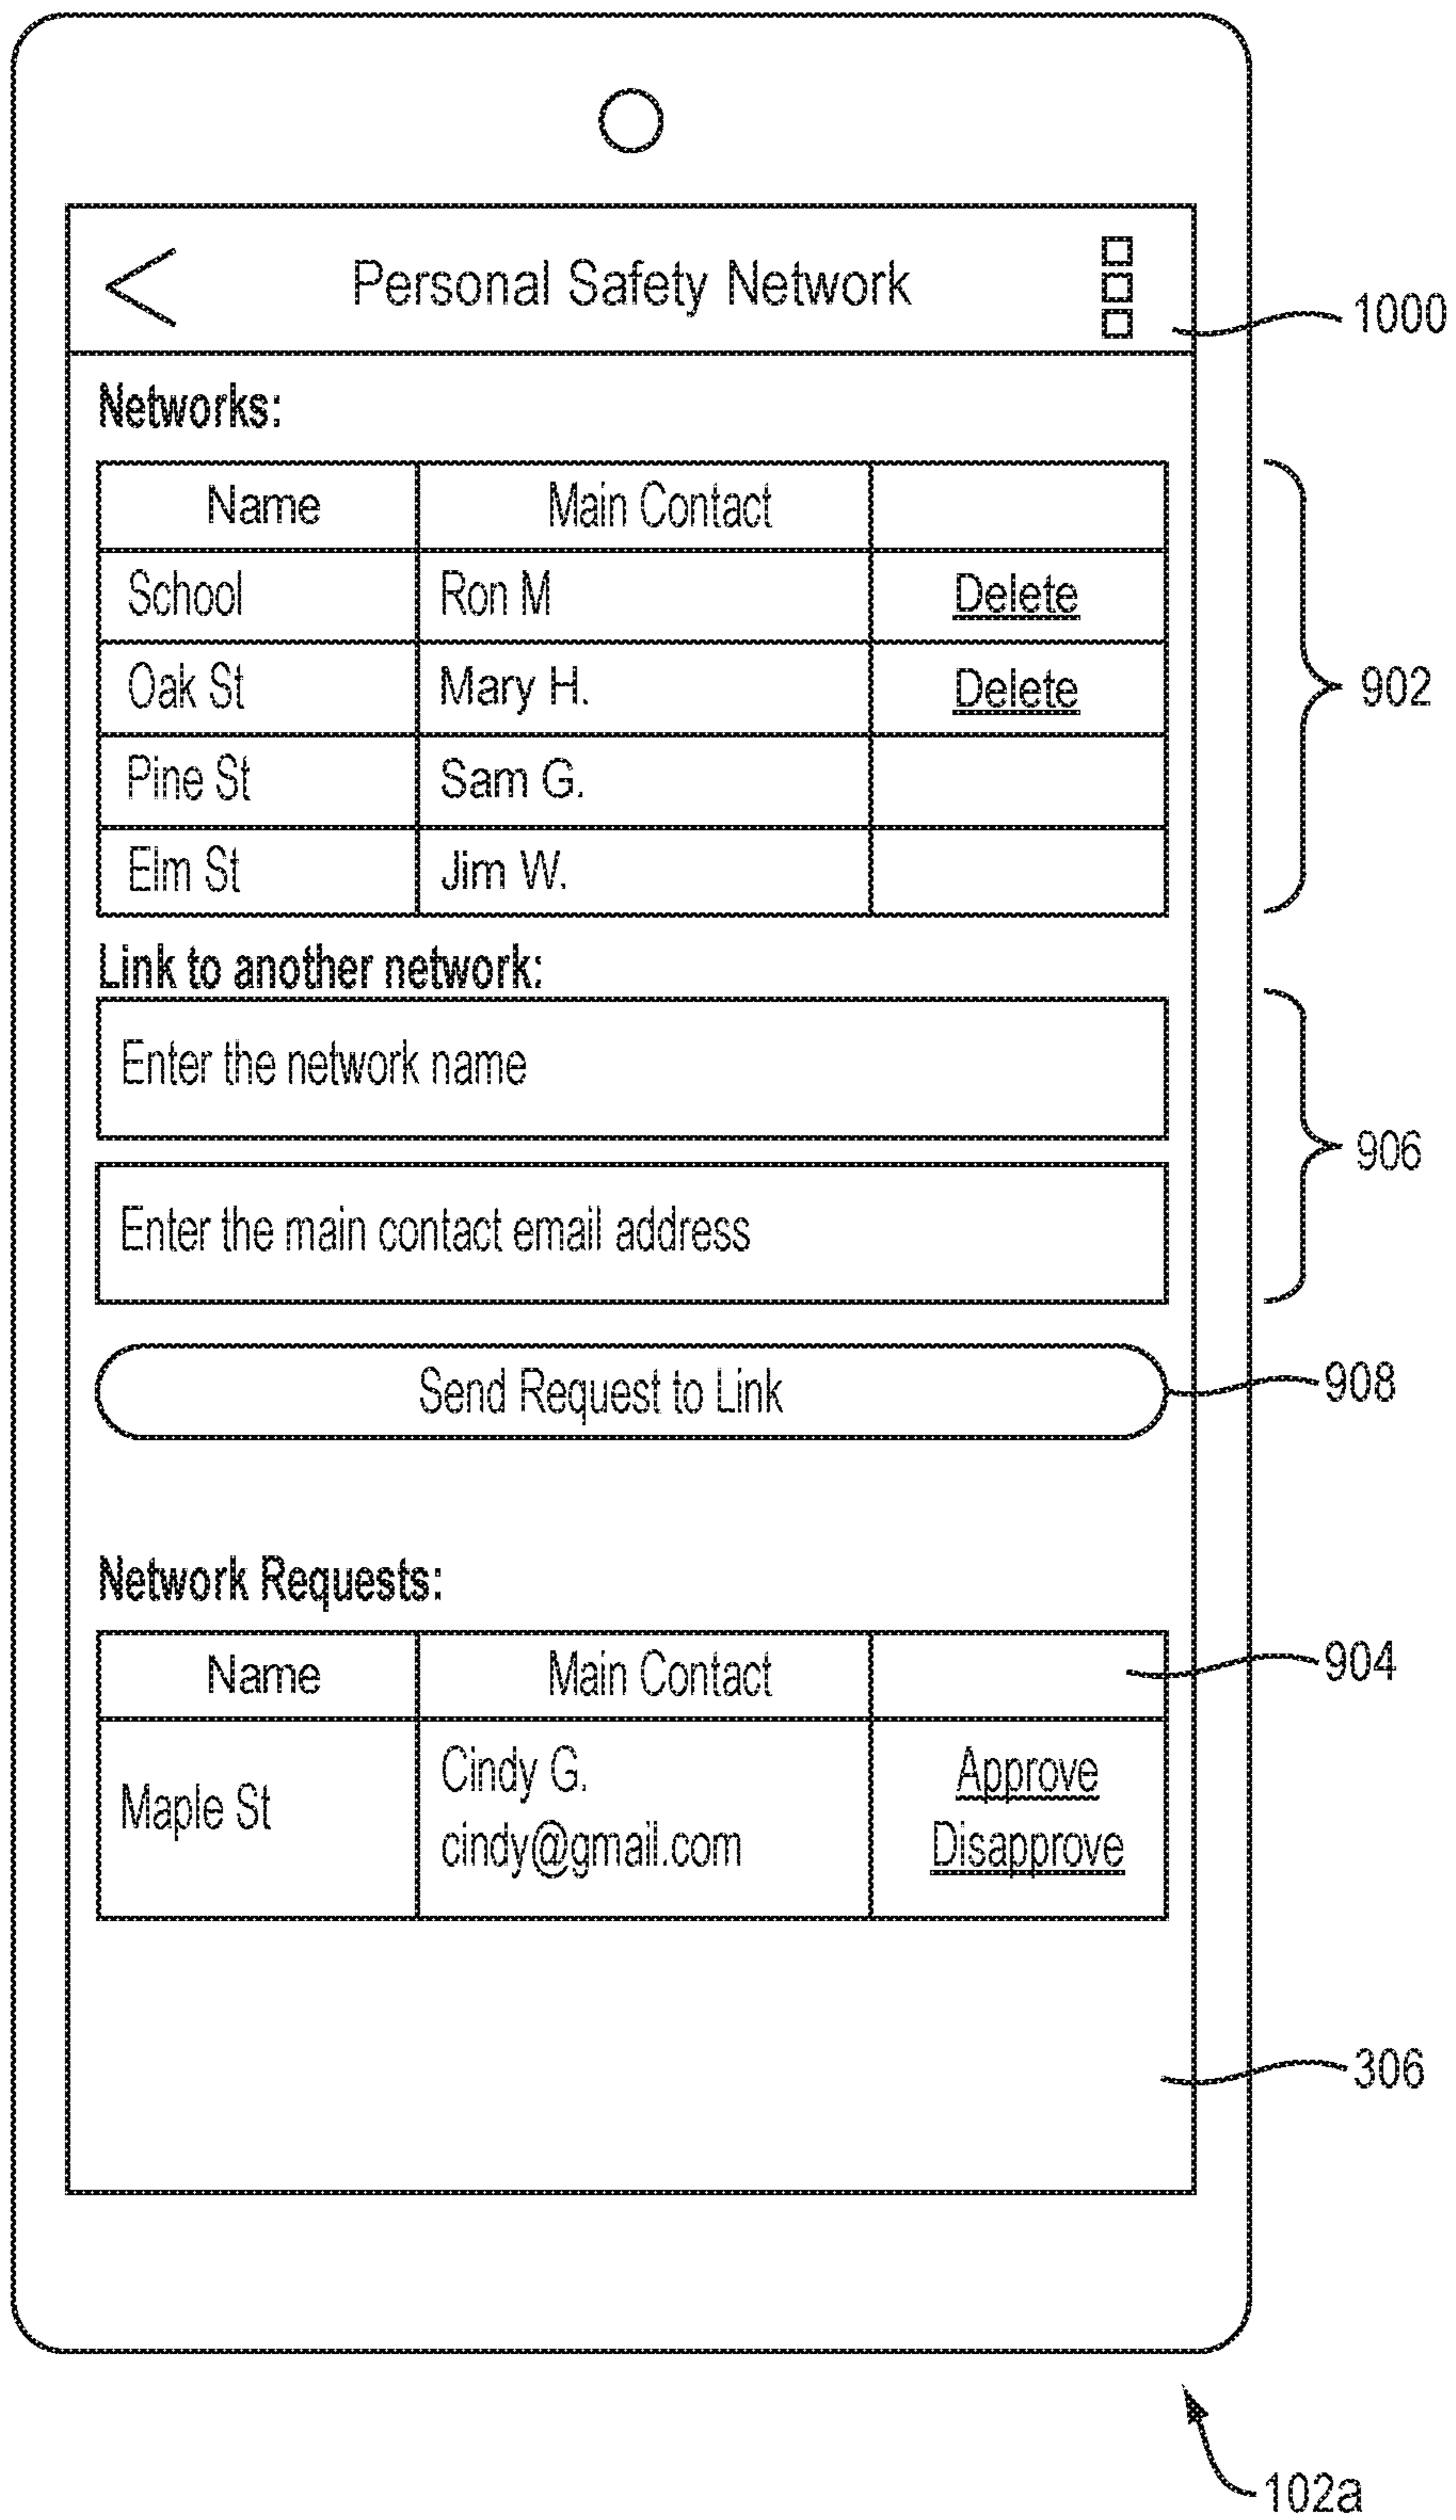 Personal Safety Network
1000
Networks:
Name Main Contact
School Ron M Delete
Oak St Mary H. Delete
902
Pine St Sam G.
Elm St Jim W.
Link to another network:
Enter the network name
906
Enter the main contact email address
Send Request to Link
908
Network Requests:
Name Main Contact
904
Maple St
Cindy G.
cindy@gmail.com
Approve
Disapprove
306
102a